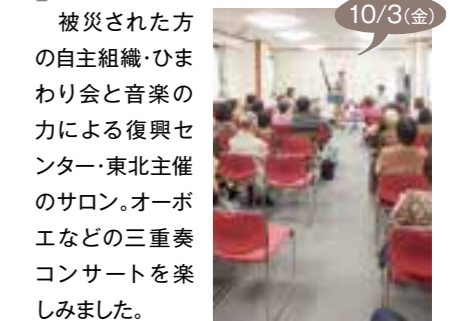 被災された方
の自主組織・ひま
わり会と音楽の
力による復興セ
ンター・東北主催
のサロン。オーボ
エなどの三重奏
コンサートを楽
しみました。
10/3(金)